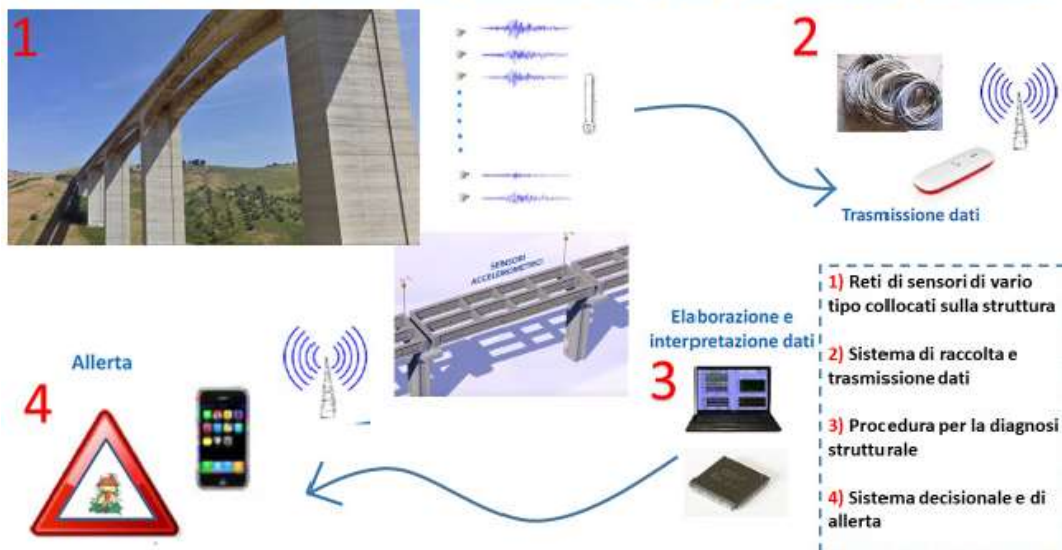 1
2
Trasmissione dati
SENSORI
ACCELEROMETRICI
Elaborazione e
interpretazione dati
3
Allerta
4
1) Reti di sensori di vario
tipo collocati sulla struttura
2) Sistema di raccolta e
trasmissione dati
3) Procedura per la diagnosi
strutturale
4) Sistema decisionale e di
allerta